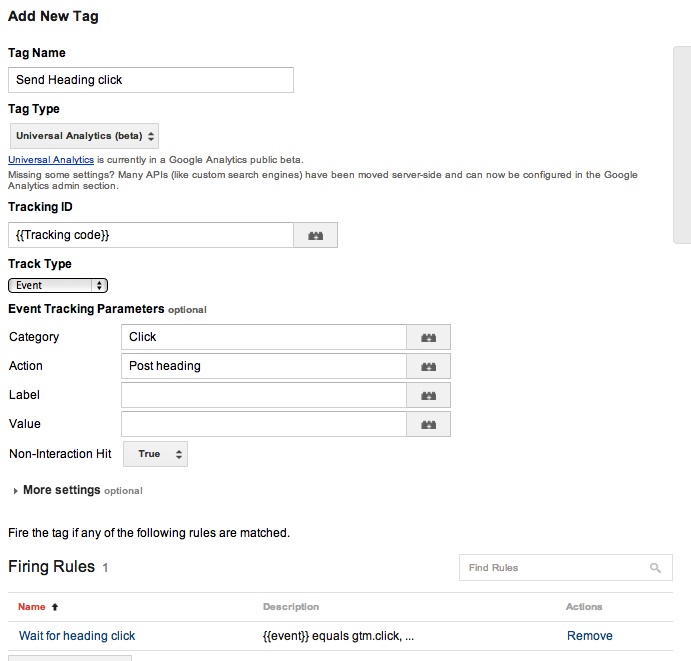 Add New Tag
Tag Name
Send Heading click
Tag Type
Universal Analytics (beta)
Universal Analytics is currently in a Google Analytics public beta.
Missing some settings? Many APIs (like custom search engines) have been moved server-side and can now be configured in the Google
Analytics admin section.
Tracking ID
{{Tracking code}}
Track Type
Event
Event Tracking Parameters optional
Category Click
Action Post heading
Label
Value
Non-Interaction Hit True
More settings optional
Fire the tag if any of the following rules are matched.
Firing Rules 1 Find Rules
Name Description Actions
Wait for heading click {{event}} equals gtm.click, ... Remove